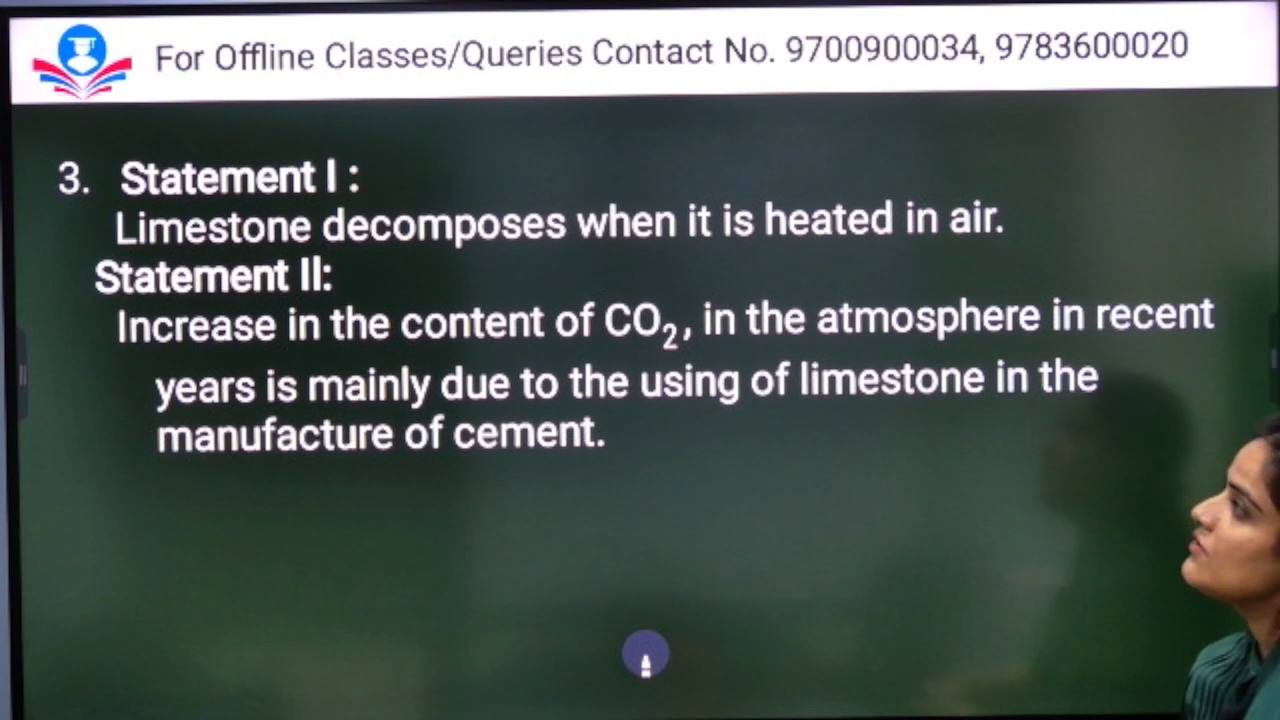 For Offline Classes/Queries Contact No. 9700900034, 9783600020
3. Statement I :
Limestone decomposes when it is heated in air.
Statement II:
Increase in the content of CO₂, in the atmosphere in recent
years is mainly due to the using of limestone in the
manufacture of cement.